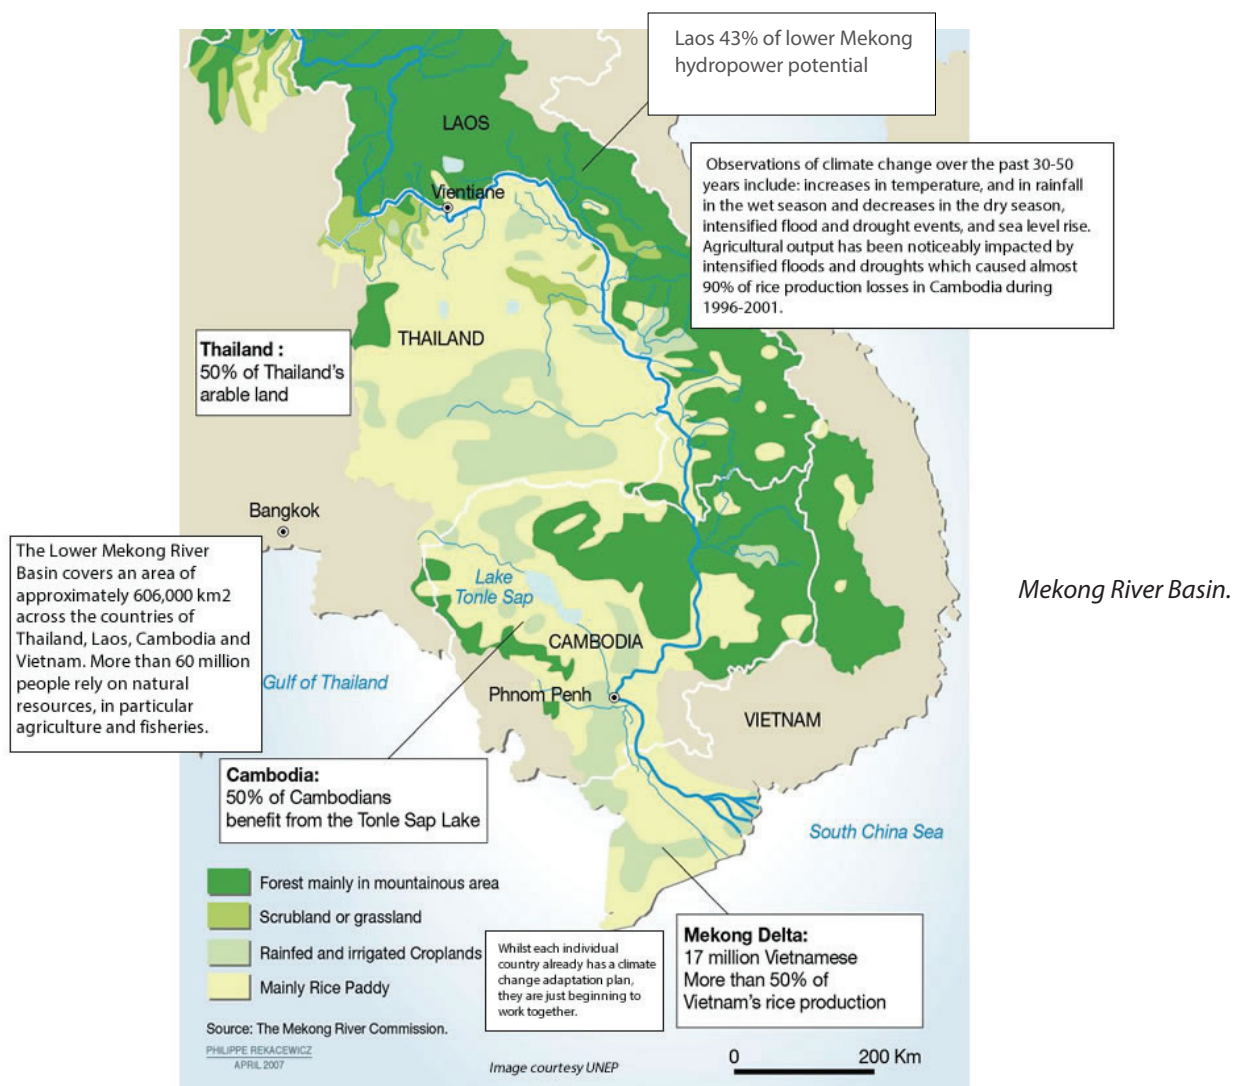 Laos 43% of lower Mekong
hydropower potential
LAOS
Observations of climate change over the past 30-50
years include: increases in temperature, and in rainfall
in the wet season and decreases in the dry season,
intensified flood and drought events, and sea level rise.
Agricultural output has been noticeably impacted by
intensified floods and droughts which caused almost
90% of rice production losses in Cambodia during
1996-2001.
Vientiane
THAILAND
Thailand :
50% of Thailand's
arable land
Bangkok
The Lower Mekong River
Basin covers an area of
approximately 606,000 km2
across the countries of
Thailand, Laos, Cambodia and
Vietnam. More than 60 million
people rely on natural
resources, in particular
agriculture and fisheries.
Lake
Tonle Sap
Mekong River Basin.
CAMBODIA
Gulf of Thailand
Phnom Penh
VIETNAM
Cambodia:
50% of Cambodians
benefit from the Tonle Sap Lake
South China Sea
Forest mainly in mountainous area
Scrubland or grassland
Rainfed and irrigated Croplands
Mainly Rice Paddy
Whilst each individual
country already has a climate
change adaptation plan,
they are just beginning to
work together.
Mekong Delta:
17 million Vietnamese
More than 50% of
Vietnam's rice production
Source: The Mekong River Commission.
PHILIPPE REKACEWICZ
APRIL 2007
Image courtesy UNEP
0 200 Km